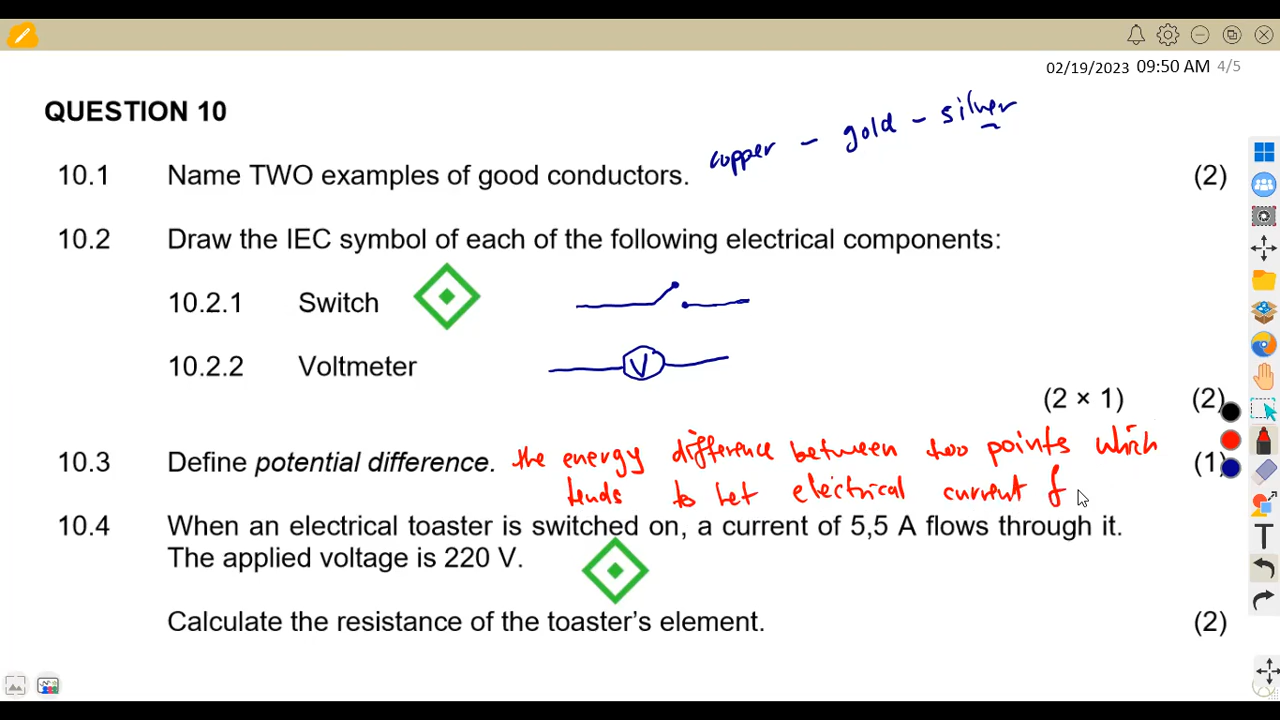 02/19/2023 09:50 AM 4/5
QUESTION 10
copper - gold - silver
10.1 Name TWO examples of good conductors. (2)
10.2 Draw the IEC symbol of each of the following electrical components:
10.2.1 Switch
10.2.2 Voltmeter V
(2 × 1) (2)
10.3 Define potential difference. the energy difference between two points which (1)
tends to let electrical current f
10.4 When an electrical toaster is switched on, a current of 5,5 A flows through it.
The applied voltage is 220 V.
Calculate the resistance of the toaster's element. (2)
T